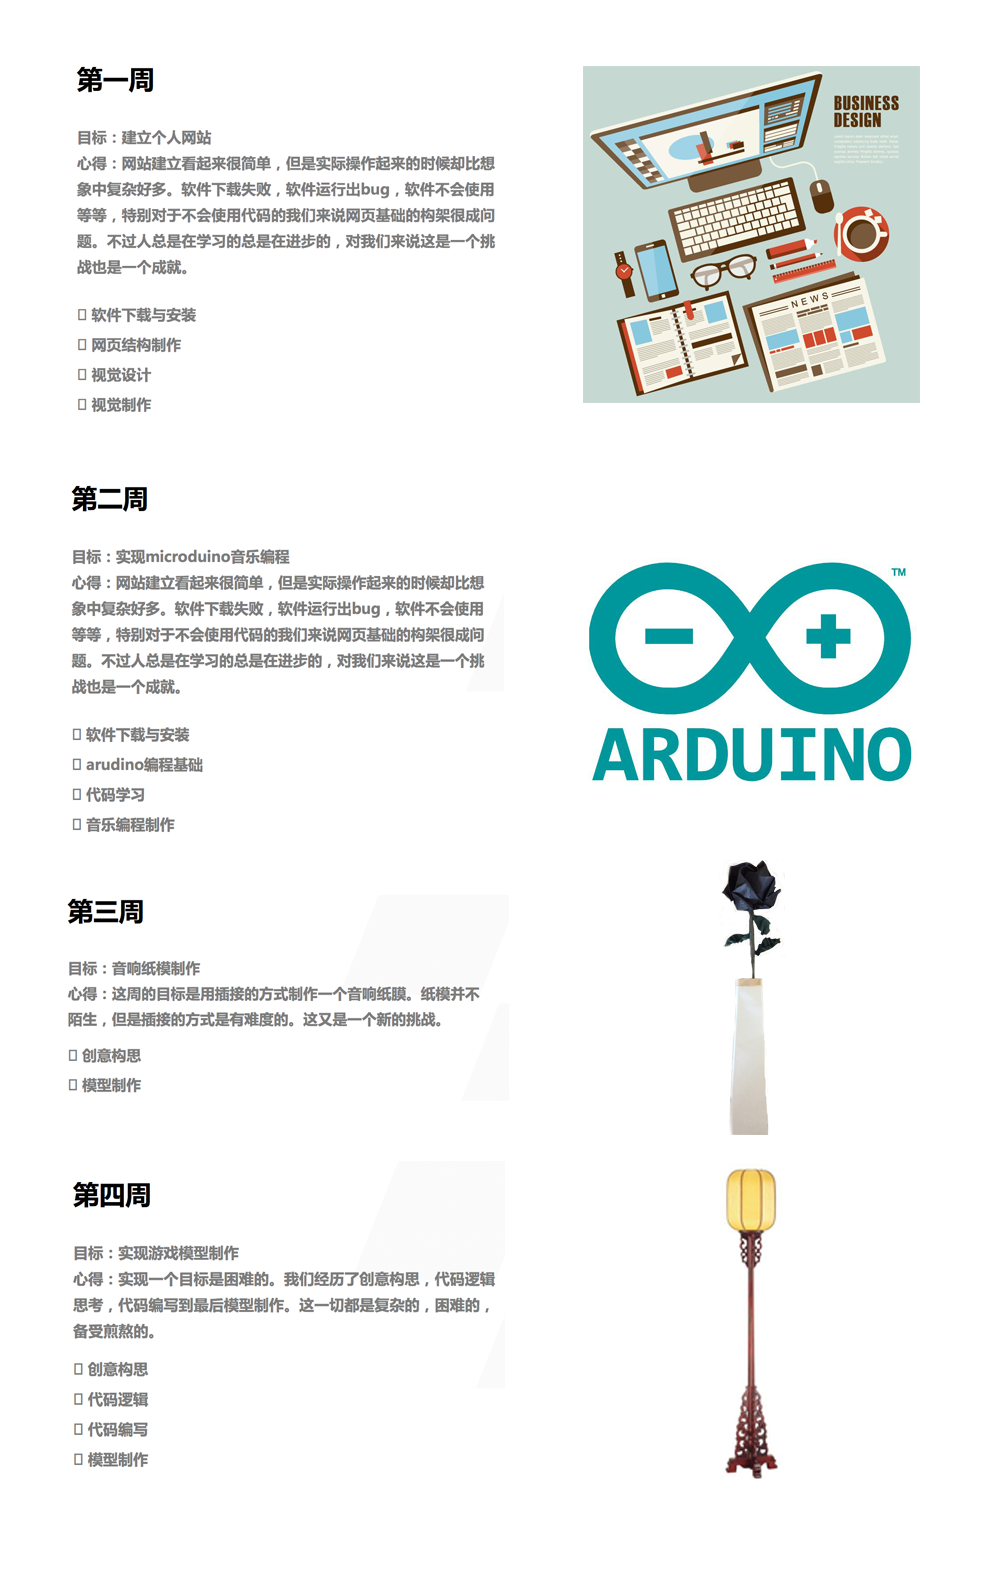 第一周
目标：建立个人网站
心得：网站建立看起来很简单，但是实际操作起来的时候却比想
象中复杂好多。软件下载失败，软件运行出bug，软件不会使用
等等，特别对于不会使用代码的我们来说网页基础的构架很成问
题。不过人总是在学习的总是在进步的，对我们来说这是一个挑
战也是一个成就。
软件下载与安装
网页结构制作
视觉设计
视觉制作
BUSINESS
DESIGN
NEWS
第二周
目标：实现microduino音乐编程
心得：网站建立看起来很简单，但是实际操作起来的时候却比想
象中复杂好多。软件下载失败，软件运行出bug，软件不会使用
等等，特别对于不会使用代码的我们来说网页基础的构架很成问
题。不过人总是在学习的总是在进步的，对我们来说这是一个挑
战也是一个成就。
软件下载与安装
arudino编程基础
代码学习
音乐编程制作
TM
ARDUINO
第三周
目标：音响纸模制作
心得：这周的目标是用插接的方式制作一个音响纸膜。纸模并不
陌生，但是插接的方式是有难度的。这又是一个新的挑战。
创意构思
模型制作
第四周
目标：实现游戏模型制作
心得：实现一个目标是困难的。我们经历了创意构思，代码逻辑
思考，代码编写到最后模型制作。这一切都是复杂的，困难的，
备受煎熬的。
创意构思
代码逻辑
代码编写
模型制作